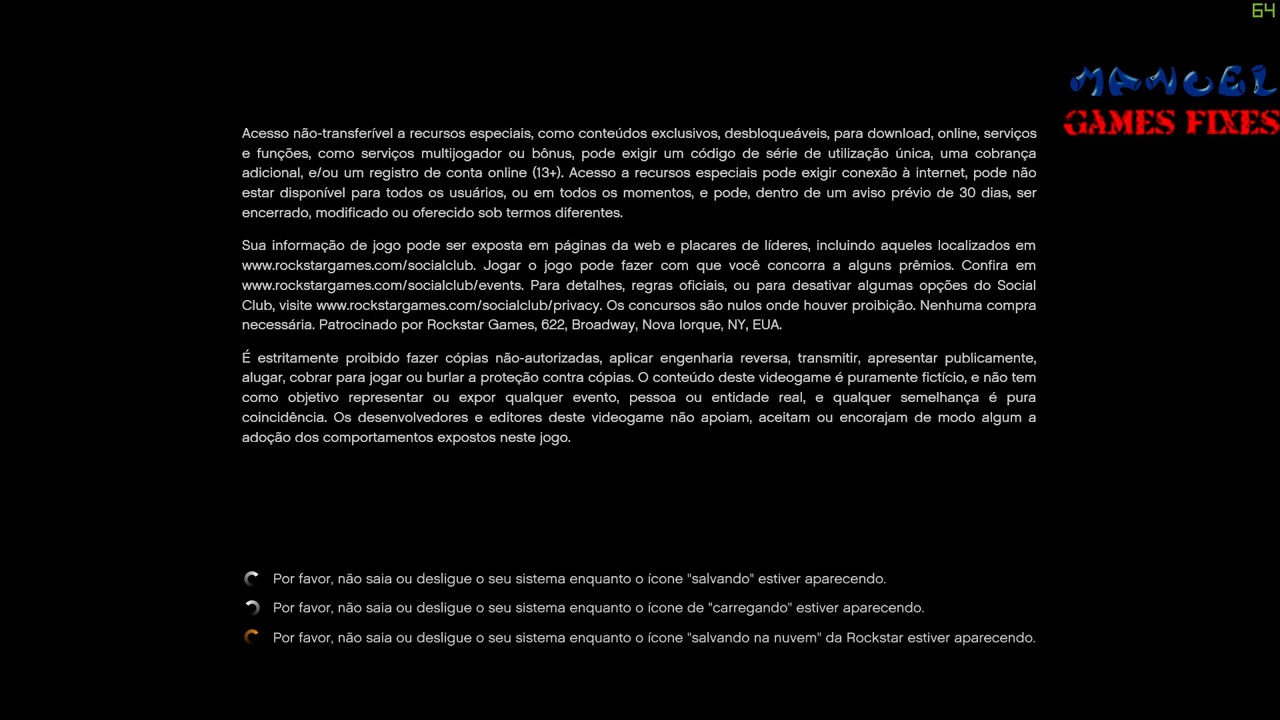 64
MANOEL
GAMES FIXES
Acesso não-transferível a recursos especiais, como conteúdos exclusivos, desbloqueáveis, para download, online, serviços
e funções, como serviços multijogador ou bônus, pode exigir um código de série de utilização única, uma cobrança
adicional, e/ou um registro de conta online (13+). Acesso a recursos especiais pode exigir conexão à internet, pode não
estar disponível para todos os usuários, ou em todos os momentos, e pode, dentro de um aviso prévio de 30 dias, ser
encerrado, modificado ou oferecido sob termos diferentes.
Sua informação de jogo pode ser exposta em páginas da web e placares de líderes, incluindo aqueles localizados em
www.rockstargames.com/socialclub. Jogar o jogo pode fazer com que você concorra a alguns prêmios. Confira em
www.rockstargames.com/socialclub/events. Para detalhes, regras oficiais, ou para desativar algumas opções do Social
Club, visite www.rockstargames.com/socialclub/privacy. Os concursos são nulos onde houver proibição. Nenhuma compra
necessária. Patrocinado por Rockstar Games, 622, Broadway, Nova Iorque, NY, EUA.
É estritamente proibido fazer cópias não-autorizadas, aplicar engenharia reversa, transmitir, apresentar publicamente,
alugar, cobrar para jogar ou burlar a proteção contra cópias. O conteúdo deste videogame é puramente fictício, e não tem
como objetivo representar ou expor qualquer evento, pessoa ou entidade real, e qualquer semelhança é pura
coincidência. Os desenvolvedores e editores deste videogame não apoiam, aceitam ou encorajam de modo algum a
adoção dos comportamentos expostos neste jogo.
Por favor, não saia ou desligue o seu sistema enquanto o ícone "salvando" estiver aparecendo.
Por favor, não saia ou desligue o seu sistema enquanto o ícone de "carregando" estiver aparecendo.
Por favor, não saia ou desligue o seu sistema enquanto o ícone "salvando na nuvem" da Rockstar estiver aparecendo.